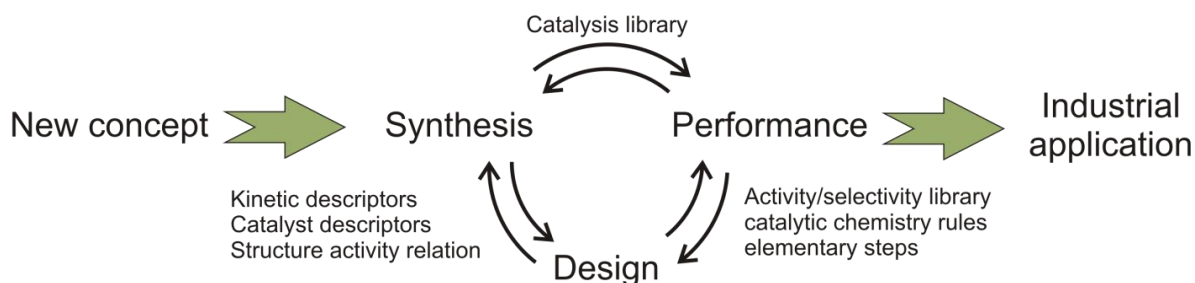 Catalysis library
New concept
Synthesis
Performance
Industrial
application
Kinetic descriptors
Catalyst descriptors
Structure activity relation
Activity/selectivity library
catalytic chemistry rules
elementary steps
Design